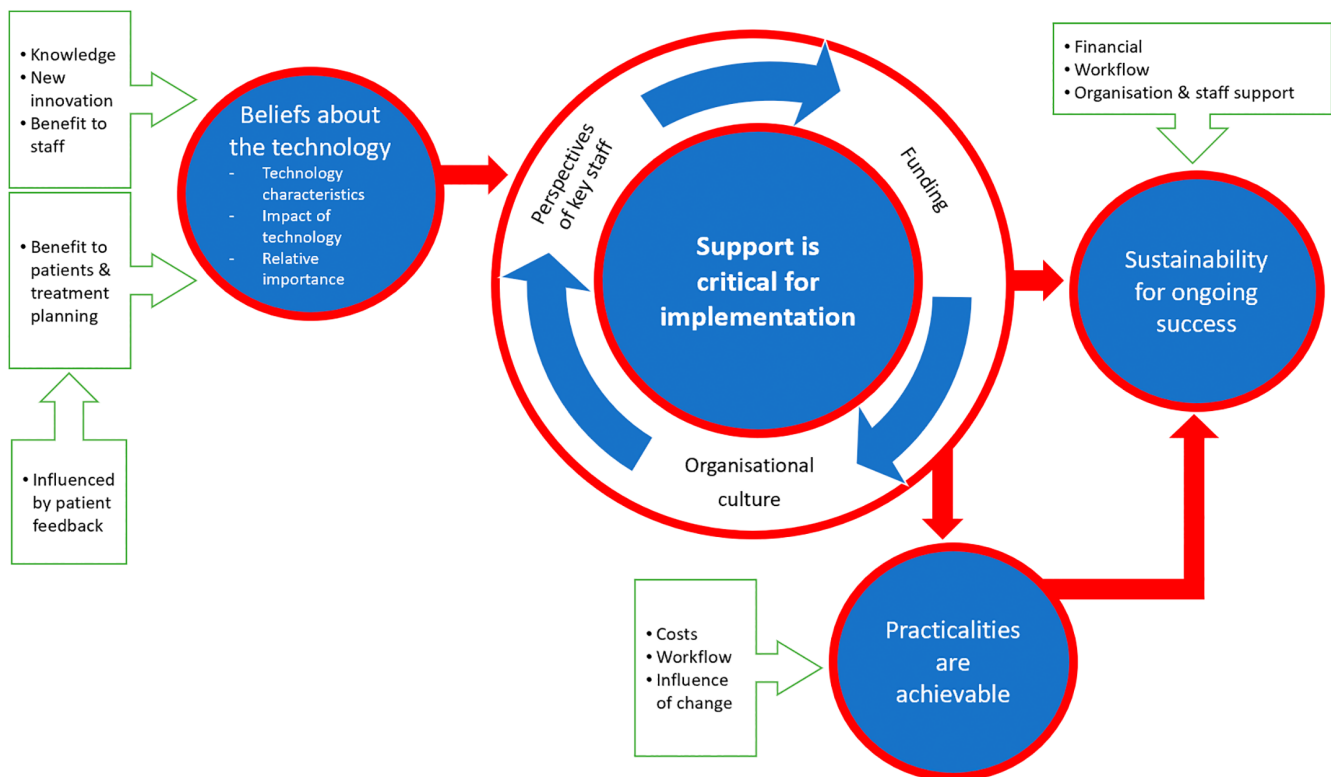 • Knowledge
• New
innovation
• Benefit to
staff
• Benefit to
patients &
treatment
planning
• Influenced
by patient
feedback
Beliefs about
the technology
- Technology
characteristics
- Impact of
technology
- Relative
importance
Perspectives
of key staff
Funding
Organisational
culture
Support is
critical for
implementation
• Financial
• Workflow
• Organisation & staff support
Sustainability
for ongoing
success
• Costs
• Workflow
• Influence
of change
Practicalities
are
achievable